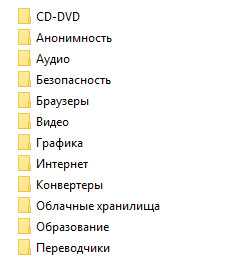 CD-DVD
Анонимность
Аудио
Безопасность
Браузеры
Видео
Графика
Интернет
Конвертеры
Облачные хранилища
Образование
Переводчики